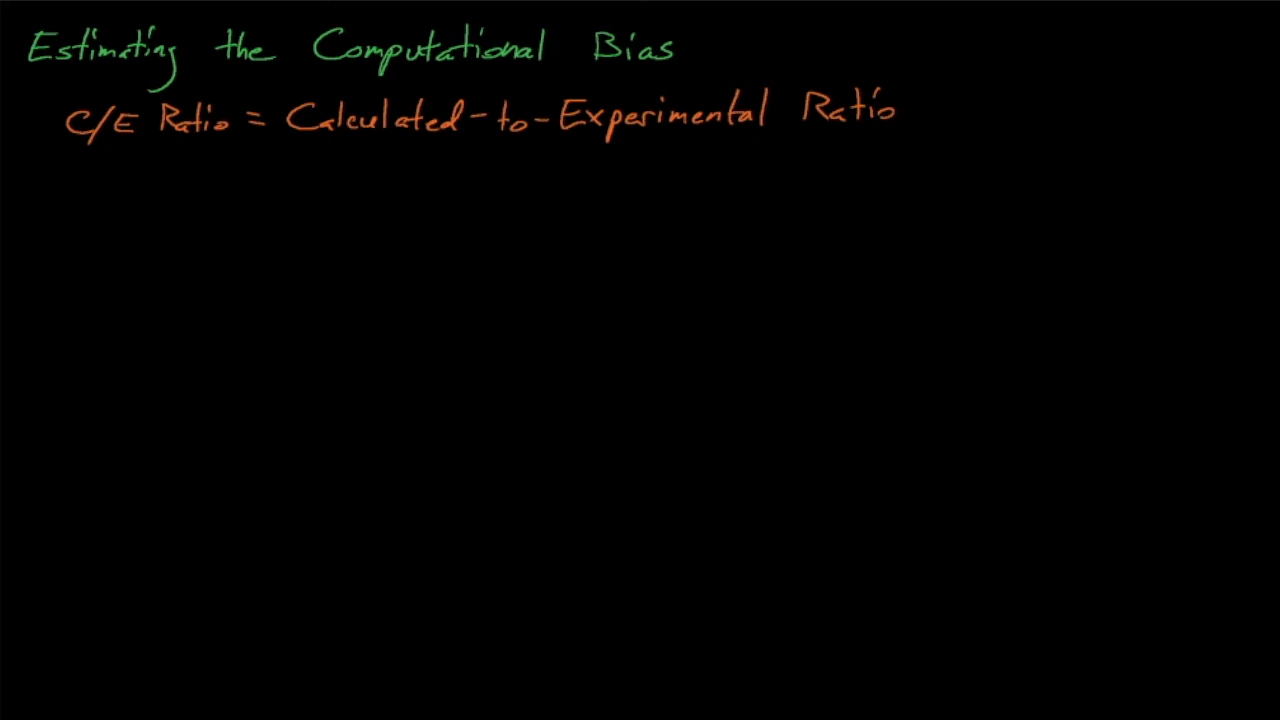 Estimating the Computational Bias
C/E Ratio = Calculated-to-Experimental Ratio